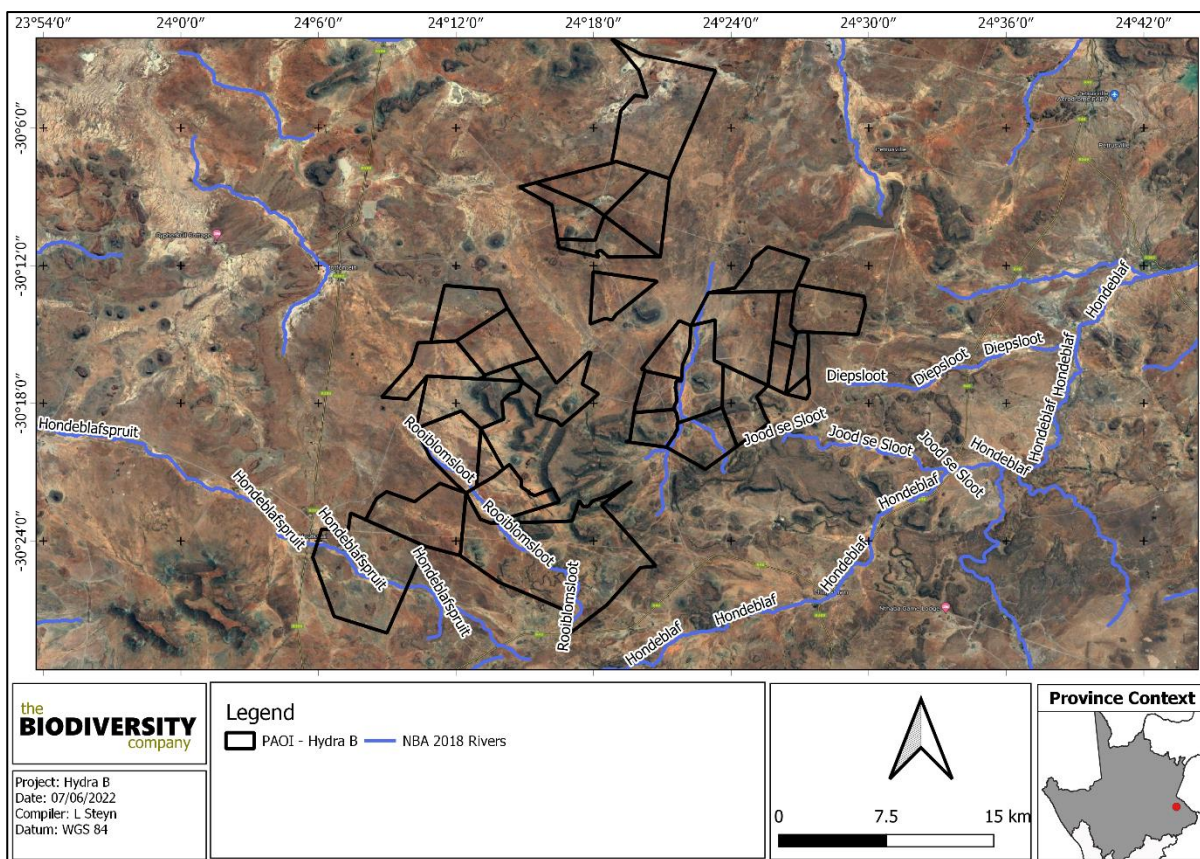 23°54'0" 24°0'0" 24°6'0" 24°12'0" 24°18'0" 24°24'0" 24°30'0" 24°36'0" 24°42'0"
-30°6'0"
-30°12'0"
-30°18'0"
-30°24'0"
Petrusville
Hondeblaf
Diepsloot
Diepsloot
Hondeblaf
Hondeblafspruit
Rooiblomsloot
Jood se Sloot
Jood se Sloot
Jood se Sloot
Hondeblaf
Hondeblaf
Hondeblaf
Hondeblafspruit
Hondeblafspruit
Hondeblafspruit
Rooiblomsloot
Rooiblomsloot
Hondeblaf
Hondeblaf
Hondeblaf
the
BIODIVERSITY
company
Project: Hydra B
Date: 07/06/2022
Compiler: L Steyn
Datum: WGS 84
Legend
PAOI - Hydra B NBA 2018 Rivers
0 7.5 15 km
Province Context